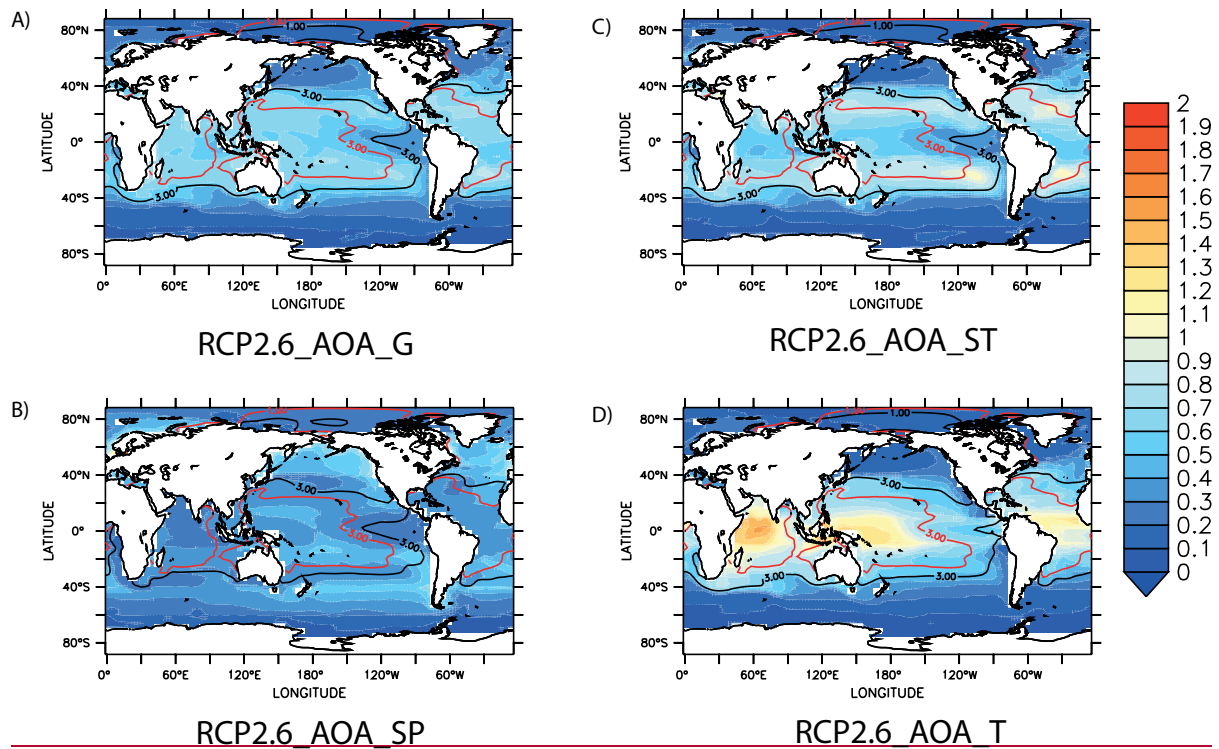 A)
80°N
40°N
0°
40°S
80°S
LATITUDE
1.00
1.00
3.00
3.00
3.00
3.00
0° 60°E 120°E 180° 120°W 60°W
LONGITUDE
RCP2.6_AOA_G
C)
80°N
40°N
0°
40°S
80°S
LATITUDE
1.00
1.00
3.00
3.00
3.00
3.00
0° 60°E 120°E 180° 120°W 60°W
LONGITUDE
RCP2.6_AOA_ST
B)
80°N
40°N
0°
40°S
80°S
LATITUDE
1.00
3.00
3.00
3.00
0° 60°E 120°E 180° 120°W 60°W
LONGITUDE
RCP2.6_AOA_SP
D)
80°N
40°N
0°
40°S
80°S
LATITUDE
1.00
1.00
3.00
3.00
3.00
3.00
0° 60°E 120°E 180° 120°W 60°W
LONGITUDE
RCP2.6_AOA_T
2
1.9
1.8
1.7
1.6
1.5
1.4
1.3
1.2
1.1
1
0.9
0.8
0.7
0.6
0.5
0.4
0.3
0.2
0.1
0